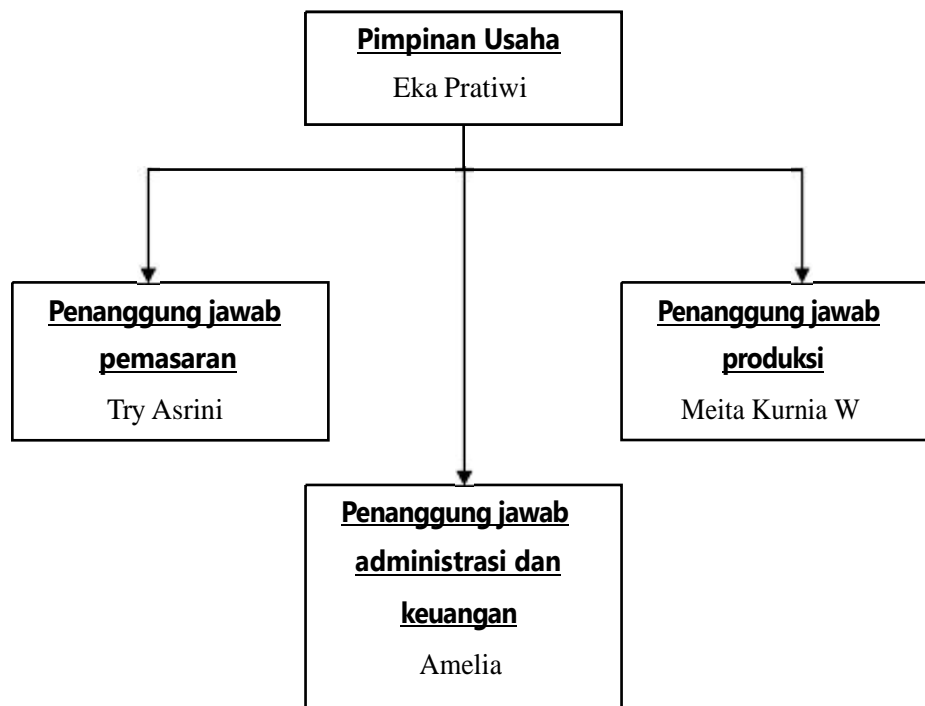 Pimpinan Usaha
Eka Pratiwi
Penanggung jawab
pemasaran
Try Asrini
Penanggung jawab
produksi
Meita Kurnia W
Penanggung jawab
administrasi dan
keuangan
Amelia